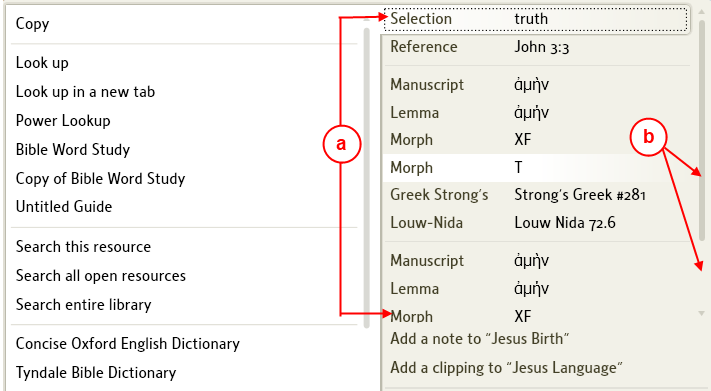 Copy
Look up
Look up in a new tab
Power Lookup
Bible Word Study
Copy of Bible Word Study
Untitled Guide
Search this resource
Search all open resources
Search entire library
Concise Oxford English Dictionary
Tyndale Bible Dictionary
a
Selection truth
Reference John 3:3
Manuscript ἀμὴν
Lemma ἀμήν
Morph XF
Morph T
Greek Strong's Strong's Greek #281
Louw-Nida Louw Nida 72.6
Manuscript ἀμὴν
Lemma ἀμήν
Morph XF
Add a note to “Jesus Birth”
Add a clipping to “Jesus Language”
b